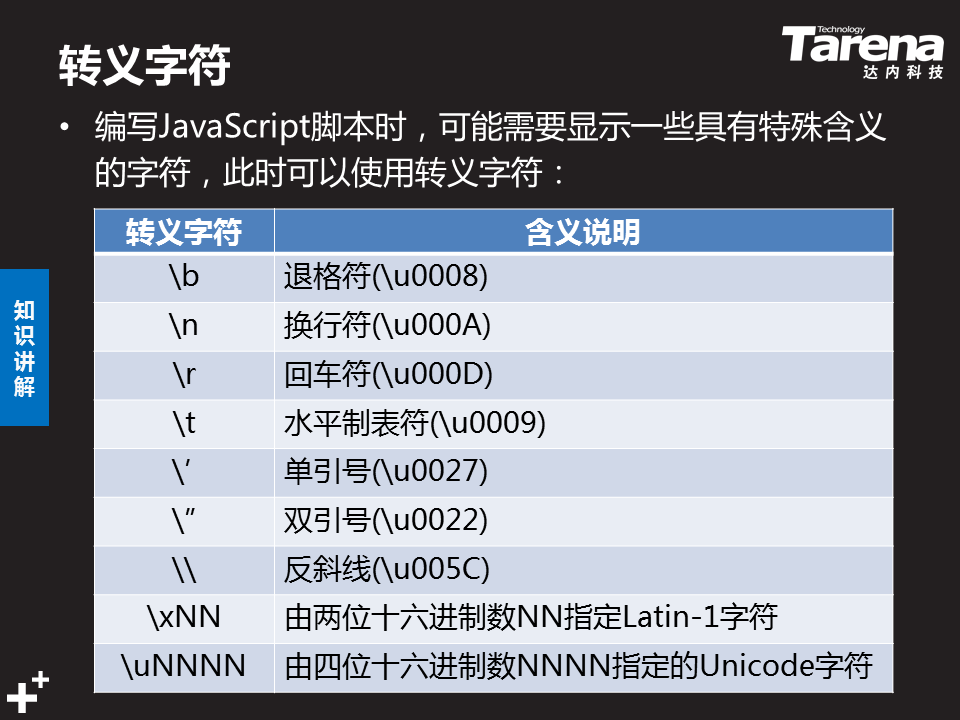 转义字符
Technology
Tarena
达内科技
• 编写JavaScript脚本时，可能需要显示一些具有特殊含义
的字符，此时可以使用转义字符：
转义字符 含义说明
\b 退格符(\u0008)
\n 换行符(\u000A)
\r 回车符(\u000D)
\t 水平制表符(\u0009)
\’ 单引号(\u0027)
\” 双引号(\u0022)
\\ 反斜线(\u005C)
\xNN 由两位十六进制数NN指定Latin-1字符
\uNNNN 由四位十六进制数NNNN指定的Unicode字符
知识讲解